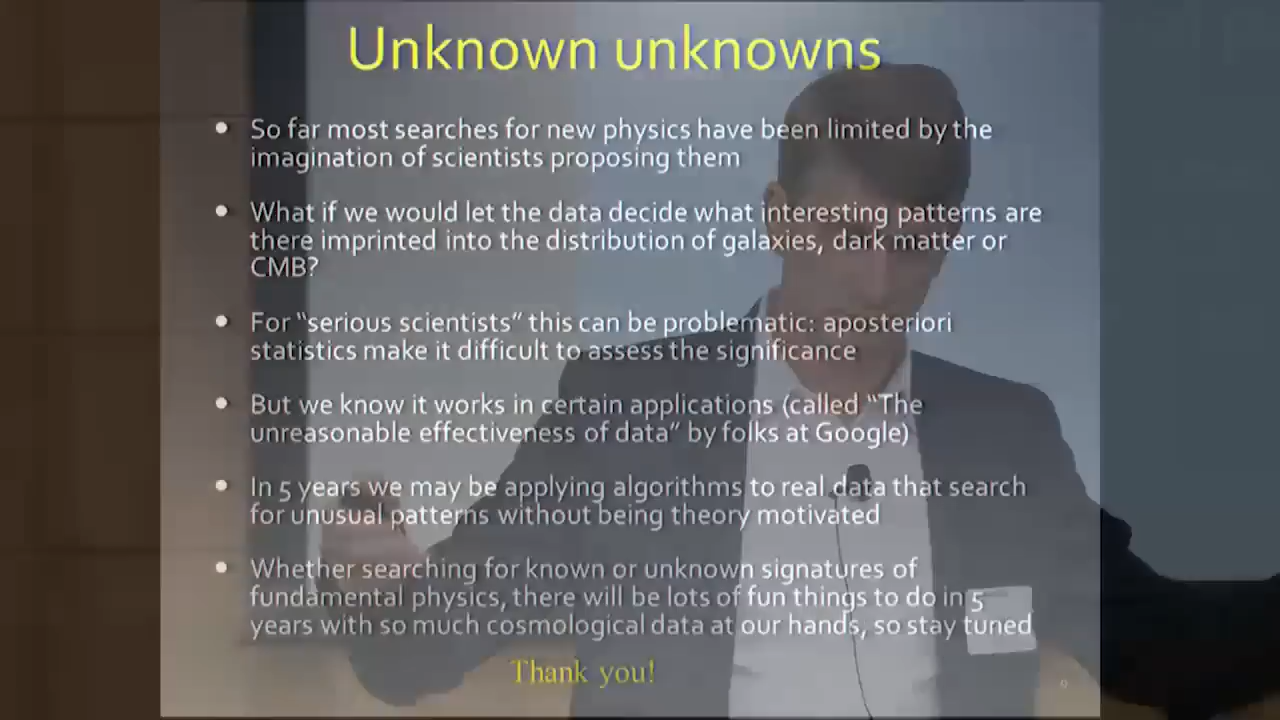 Unknown unknowns
• So far most searches for new physics have been limited by the
imagination of scientists proposing them
• What if we would let the data decide what interesting patterns are
there imprinted into the distribution of galaxies, dark matter or
CMB?
• For “serious scientists” this can be problematic: aposteriori
statistics make it difficult to assess the significance
• But we know it works in certain applications (called “The
unreasonable effectiveness of data” by folks at Google)
• In 5 years we may be applying algorithms to real data that search
for unusual patterns without being theory motivated
• Whether searching for known or unknown signatures of
fundamental physics, there will be lots of fun things to do in 5
years with so much cosmological data at our hands, so stay tuned
Thank you!
9